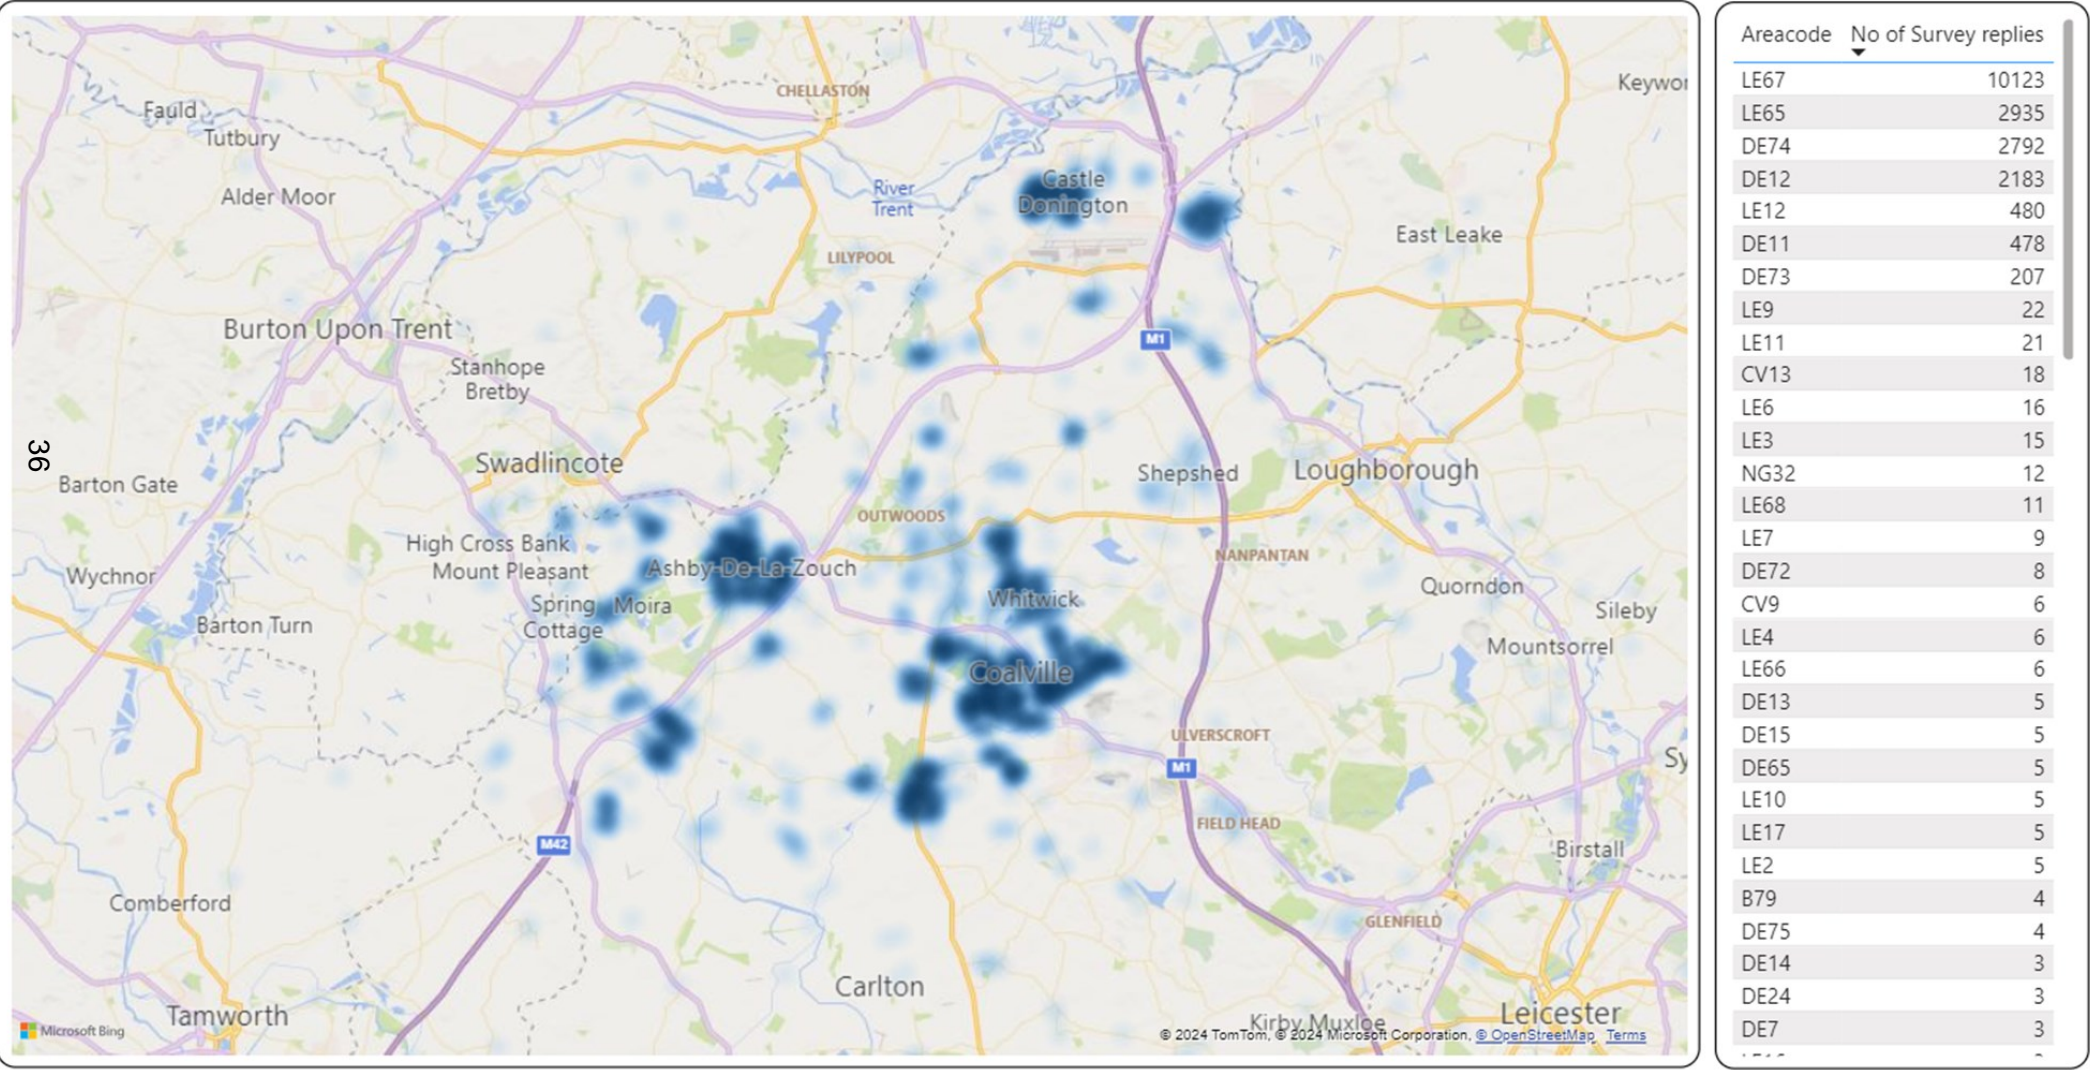 CHELLASTON
Keywor
Fauld
Tutbury
Castle
Donington
Alder Moor
River
Trent
East Leake
LILYPOOL
Burton Upon Trent
M1
Stanhope
Bretby
36
Swadlincote
Shepshed
Loughborough
Barton Gate
OUTWOODS
High Cross Bank
Mount Pleasant
Ashby-De-La-Zouch
NANPANTAN
Wychnor
Quorndon
Spring
Cottage
Moira
Whitwick
Sileby
Barton Turn
Mountsorrel
Coalville
ULVERSCROFT
Sy
M1
FIELD HEAD
M42
Birstall
Comberford
GLENFIELD
Carlton
Tamworth
Leicester
Kirby Muxloe
Microsoft Bing
© 2024 TomTom, © 2024 Microsoft Corporation, © OpenStreetMap Terms
Areacode No of Survey replies
LE67 10123
LE65 2935
DE74 2792
DE12 2183
LE12 480
DE11 478
DE73 207
LE9 22
LE11 21
CV13 18
LE6 16
LE3 15
NG32 12
LE68 11
LE7 9
DE72 8
CV9 6
LE4 6
LE66 6
DE13 5
DE15 5
DE65 5
LE10 5
LE17 5
LE2 5
B79 4
DE75 4
DE14 3
DE24 3
DE7 3